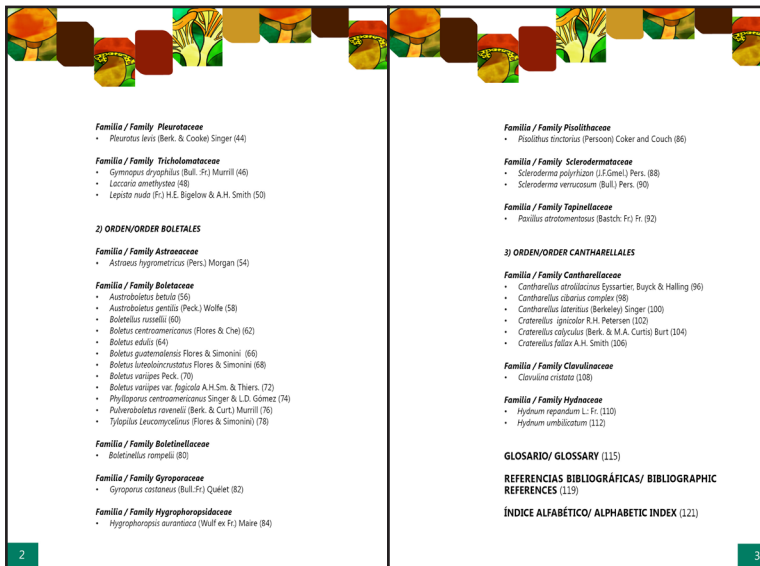 Familia / Family Pleurotaceae
• Pleurotus levis (Berk. & Cooke) Singer (44)
Familia / Family Tricholomataceae
• Gymnopus dryophilus (Bull. :Fr.) Murrill (46)
• Laccaria amethystea (48)
• Lepista nuda (Fr.) H.E. Bigelow & A.H. Smith (50)
2) ORDEN/ORDER BOLETALES
Familia / Family Astraeaceae
• Astraeus hygrometricus (Pers.) Morgan (54)
Familia / Family Boletaceae
• Austroboletus betula (56)
• Austroboletus gentilis (Peck.) Wolfe (58)
• Boletellus russellii (60)
• Boletus centroamericanus (Flores & Che) (62)
• Boletus edulis (64)
• Boletus guatemalensis Flores & Simonini (66)
• Boletus luteoloincrustatus Flores & Simonini (68)
• Boletus variipes Peck. (70)
• Boletus variipes var. fagicola A.H.Sm. & Thiers. (72)
• Phylloporus centroamericanus Singer & L.D. Gómez (74)
• Pulveroboletus ravenelii (Berk. & Curt.) Murrill (76)
• Tylopilus Leucomycelinus (Flores & Simonini) (78)
Familia / Family Boletinellaceae
• Boletinellus rompelii (80)
Familia / Family Gyroporaceae
• Gyroporus castaneus (Bull.:Fr.) Quélet (82)
Familia / Family Hygrophoropsidaceae
• Hygrophoropsis aurantiaca (Wulf ex Fr.) Maire (84)
2
Familia / Family Pisolithaceae
• Pisolithus tinctorius (Persoon) Coker and Couch (86)
Familia / Family Sclerodermataceae
• Scleroderma polyrhizon (J.F.Gmel.) Pers. (88)
• Scleroderma verrucosum (Bull.) Pers. (90)
Familia / Family Tapinellaceae
• Paxillus atrotomentosus (Bastch: Fr.) Fr. (92)
3) ORDEN/ORDER CANTHARELLALES
Familia / Family Cantharellaceae
• Cantharellus atrolilacinus Eyssartier, Buyck & Halling (96)
• Cantharellus cibarius complex (98)
• Cantharellus lateritius (Berkeley) Singer (100)
• Craterellus ignicolor R.H. Petersen (102)
• Craterellus calyculus (Berk. & M.A. Curtis) Burt (104)
• Craterellus fallax A.H. Smith (106)
Familia / Family Clavulinaceae
• Clavulina cristata (108)
Familia / Family Hydnaceae
• Hydnum repandum L.: Fr. (110)
• Hydnum umbilicatum (112)
GLOSARIO/ GLOSSARY (115)
REFERENCIAS BIBLIOGRÁFICAS/ BIBLIOGRAPHIC
REFERENCES (119)
ÍNDICE ALFABÉTICO/ ALPHABETIC INDEX (121)
3